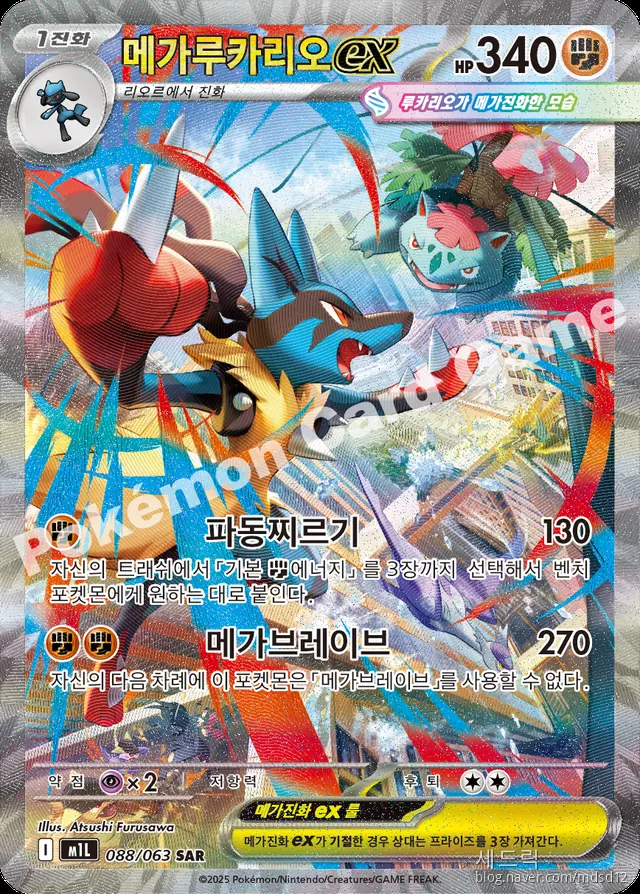 1진화
메가루카리오ex
HP 340
리오르에서 진화
루카리오가 메가진화한 모습
Pokémon Card Game
파동찌르기 130
자신의 트래쉬에서 「기본 에너지」를 3장까지 선택해서 벤치
포켓몬에게 원하는 대로 붙인다.
메가브레이브 270
자신의 다음 차례에 이 포켓몬은 「메가브레이브」를 사용할 수 없다.
약점 ×2 저항력 후퇴
Illus. Atsushi Furusawa
메가진화 ex 룰
메가진화 ex가 기절한 경우 상대는 프라이즈를 3장 가져간다.
I M1L 088/063 SAR
세드릭
blog.naver.com/mdsd12
©2025 Pokémon/Nintendo/Creatures/GAME FREAK.